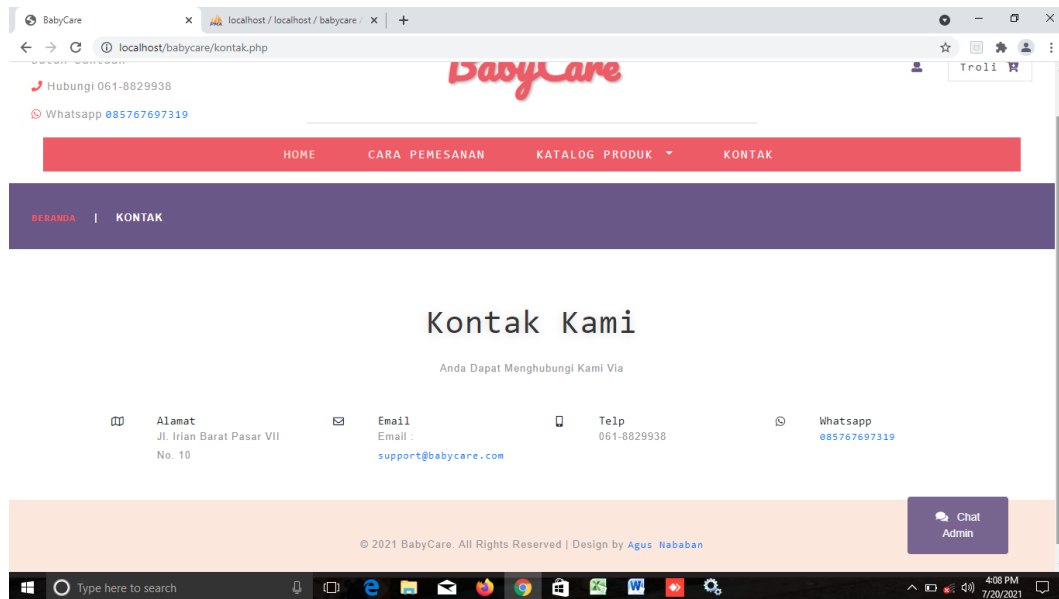 BabyCare
localhost / localhost / babycare /
localhost/babycare/kontak.php
Hubungi 061-8829938
Whatsapp 085767697319
BabyCare
Troli
HOME CARA PEMESANAN KATALOG PRODUK KONTAK
BERANDA | KONTAK
Kontak Kami
Anda Dapat Menghubungi Kami Via
Alamat
Jl. Irian Barat Pasar VII
No. 10
Email
Email :
support@babycare.com
Telp
061-8829938
Whatsapp
085767697319
Chat
Admin
© 2021 BabyCare. All Rights Reserved | Design by Agus Nababan
Type here to search
4:08 PM
7/20/2021